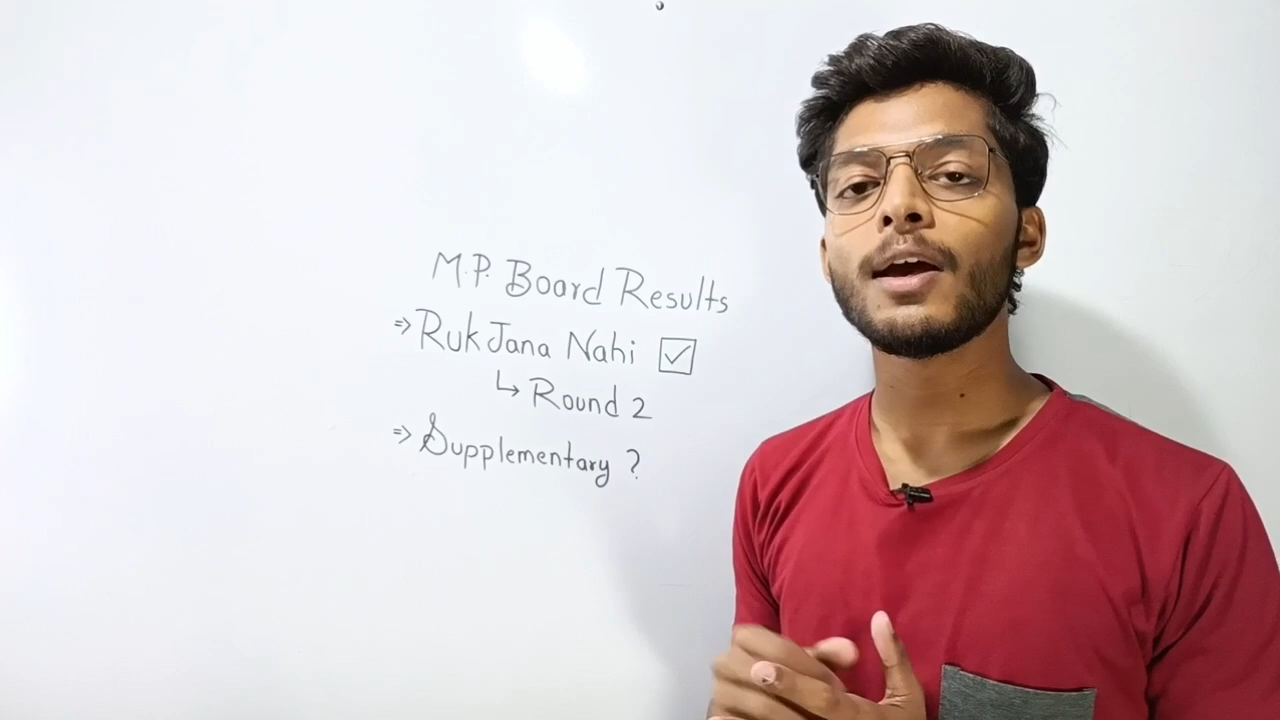 M.P. Board Results
⇒ Ruk Jana Nahi ☑
↳ Round 2
⇒ Supplementary ?